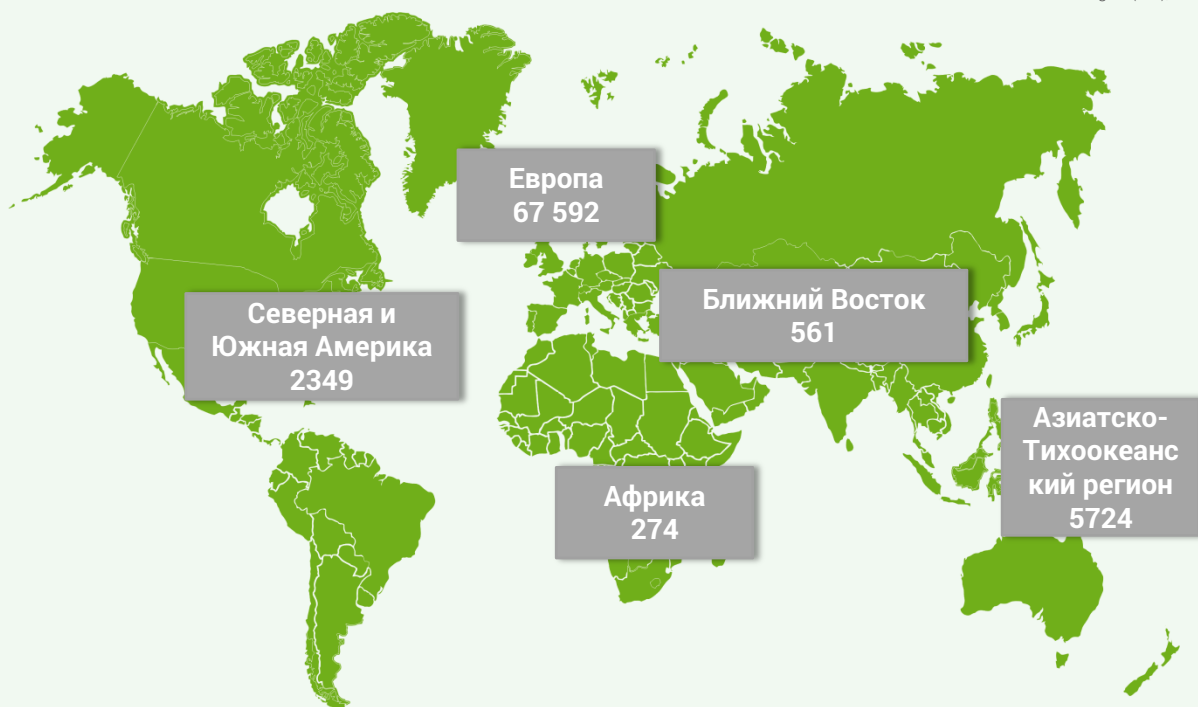 Европа
67 592
Ближний Восток
561
Северная и
Южная Америка
2349
Азиатско-
Тихоокеанс
кий регион
5724
Африка
274